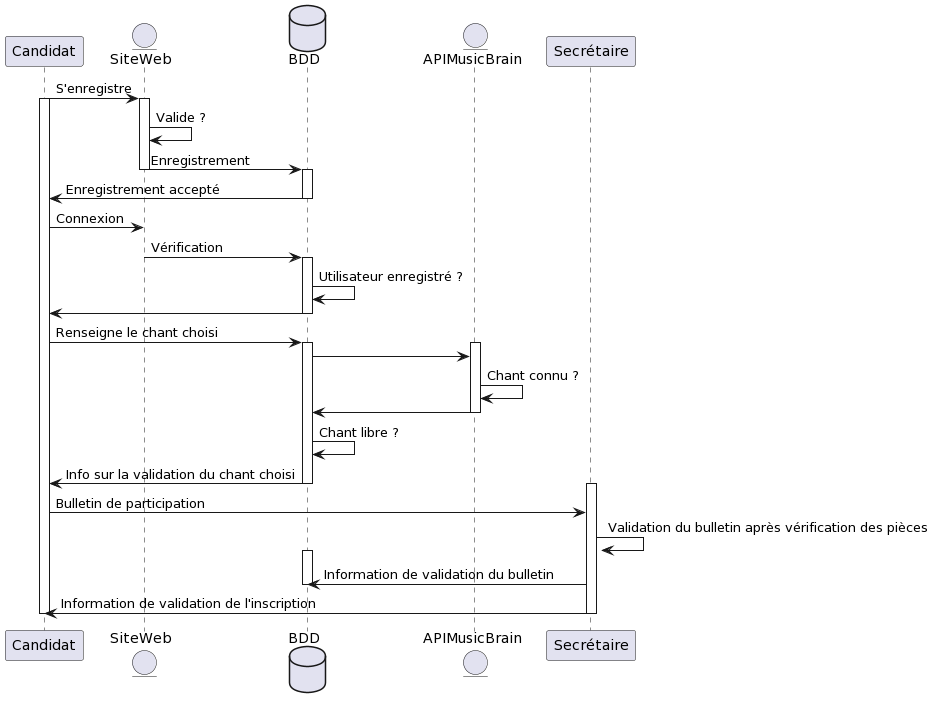 Candidat
SiteWeb
BDD
APIMusicBrain
Secrétaire
S'enregistre
Valide ?
Enregistrement
Enregistrement accepté
Connexion
Vérification
Utilisateur enregistré ?
Renseigne le chant choisi
Chant connu ?
Chant libre ?
Info sur la validation du chant choisi
Bulletin de participation
Validation du bulletin après vérification des pièces
Information de validation du bulletin
Information de validation de l'inscription
Candidat
SiteWeb
BDD
APIMusicBrain
Secrétaire